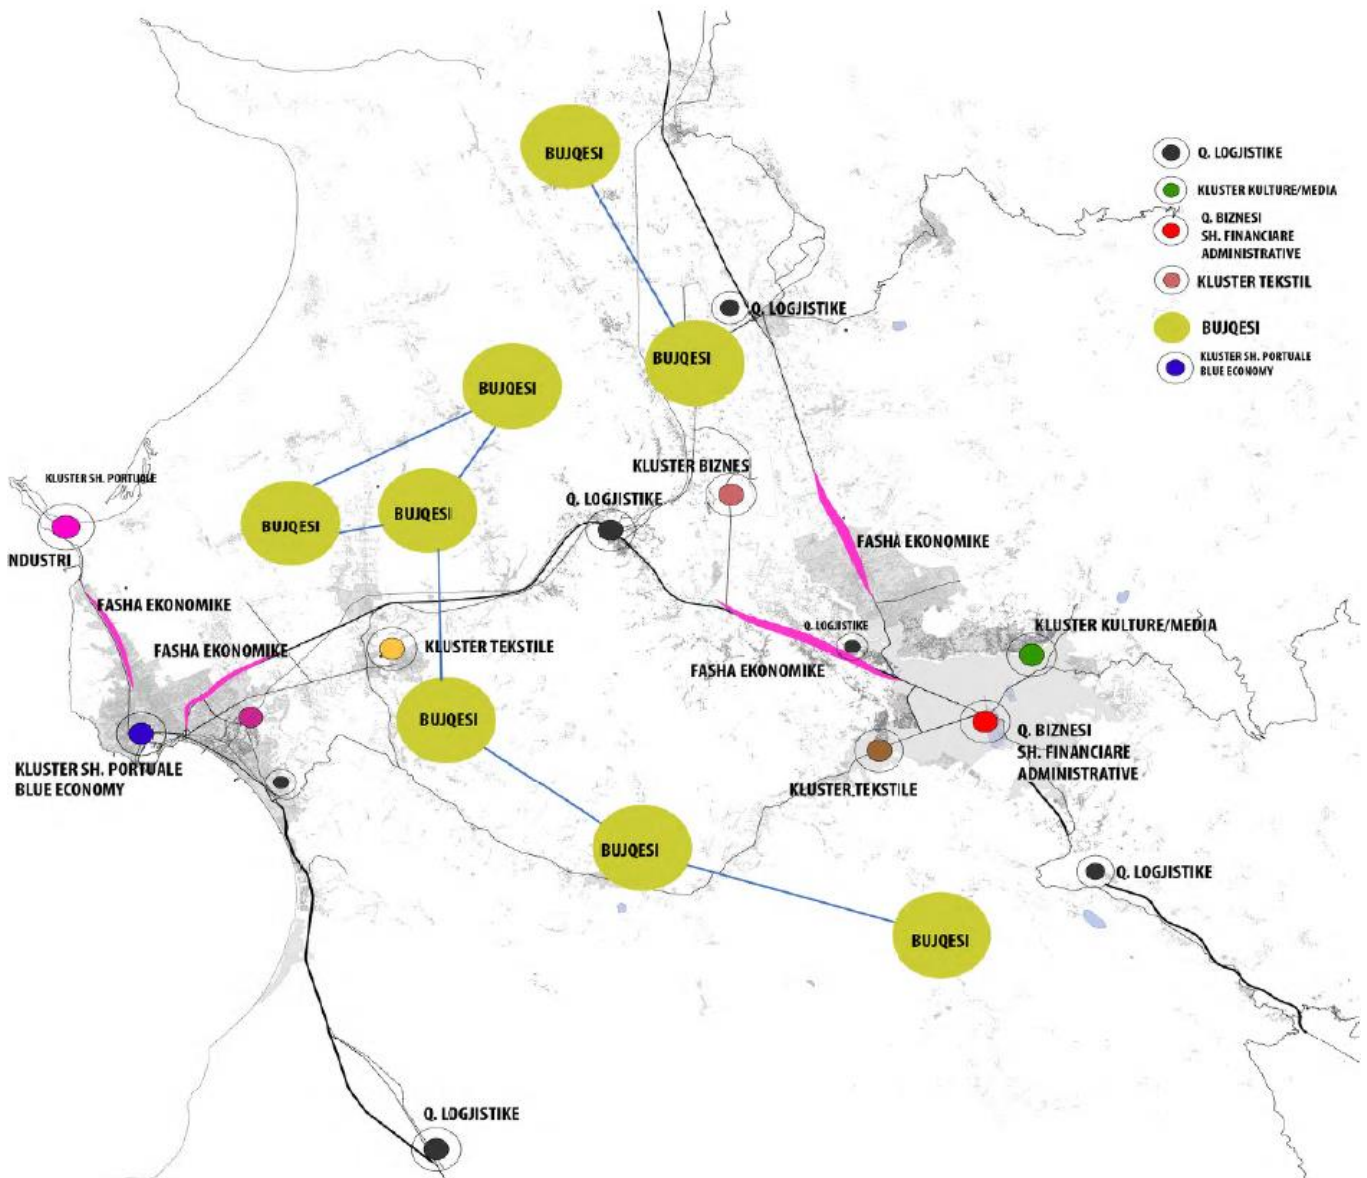 BUJQESI
Q. LOGJISTIKE
KLUSTER KULTURE/MEDIA
Q. BIZNESI
SH. FINANCIARE
ADMINISTRATIVE
KLUSTER TEKSTIL
BUJQESI
KLUSTER SH. PORTUALE
BLUE ECONOMY
Q. LOGJISTIKE
BUJQESI
BUJQESI
KLUSTER BIZNES
KLUSTER SH. PORTUALE
Q. LOGJISTIKE
BUJQESI
BUJQESI
FASHA EKONOMIKE
NDUSTRI
FASHA EKONOMIKE
Q. LOGJISTIKE
KLUSTER KULTURE/MEDIA
FASHA EKONOMIKE
KLUSTER TEKSTILE
FASHA EKONOMIKE
BUJQESI
Q. BIZNESI
SH. FINANCIARE
ADMINISTRATIVE
KLUSTER SH. PORTUALE
BLUE ECONOMY
KLUSTER TEKSTILE
BUJQESI
Q. LOGJISTIKE
BUJQESI
Q. LOGJISTIKE